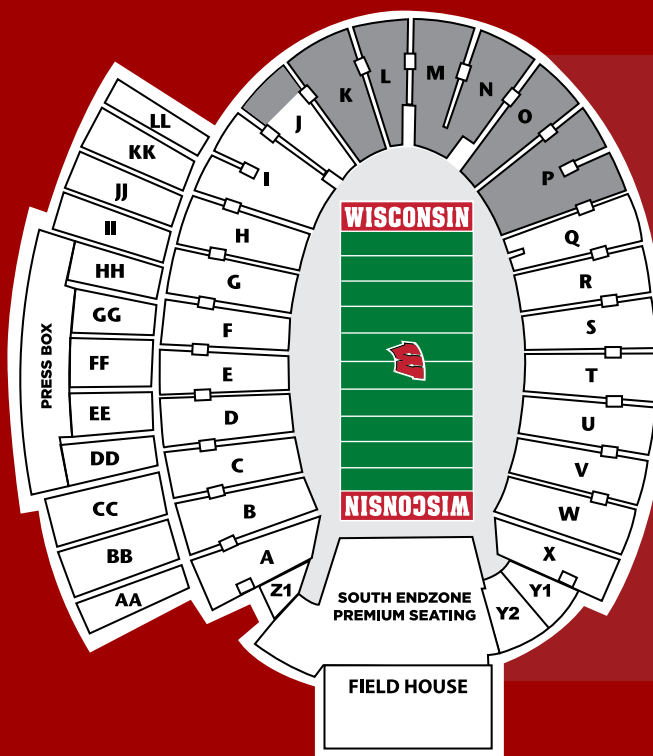 LL
KK
JJ
II
HH
GG
FF
EE
DD
CC
BB
AA
PRESS BOX
A
B
C
D
E
F
G
H
I
J
K
L
M
N
O
P
Q
R
S
T
U
V
W
X
Y1
Y2
Z1
WISCONSIN
W
WISCONSIN
SOUTH ENDZONE
PREMIUM SEATING
FIELD HOUSE